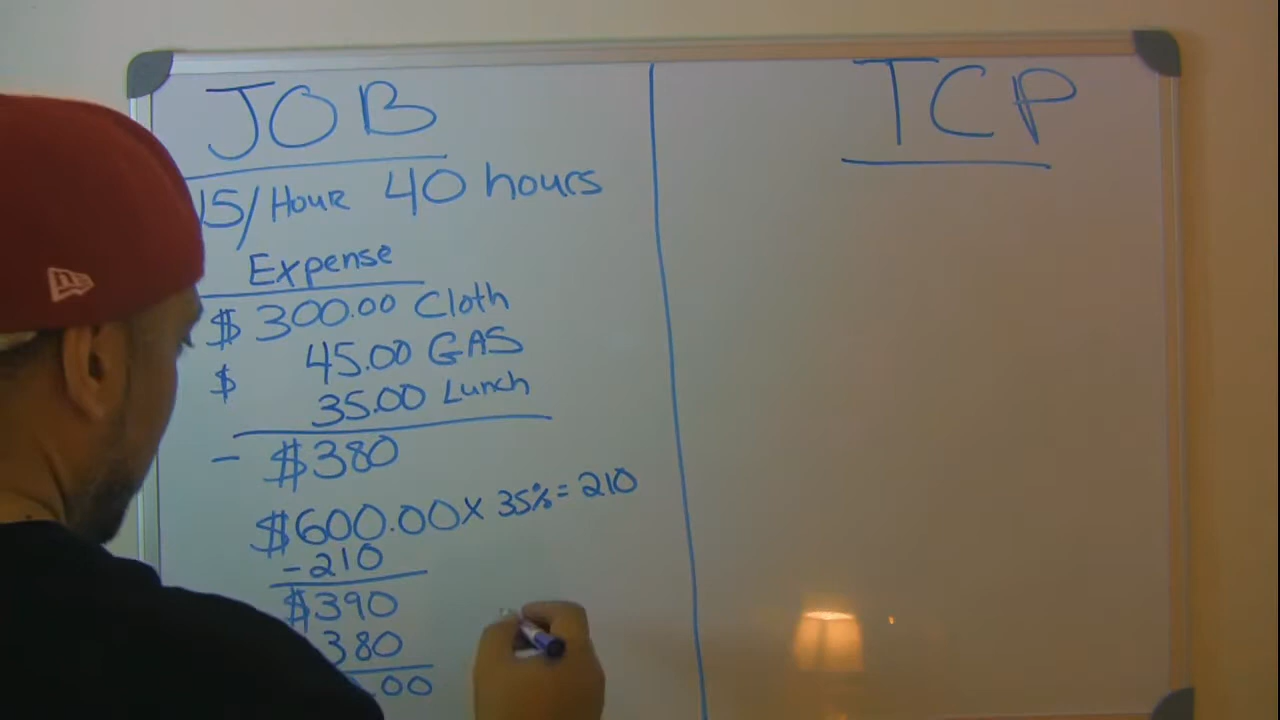 JOB
15/Hour 40 hours
Expense
$300.00 Cloth
$ 45.00 GAS
35.00 Lunch
- $380
$600.00 x 35% = 210
-210
$390
380
.00
TCP